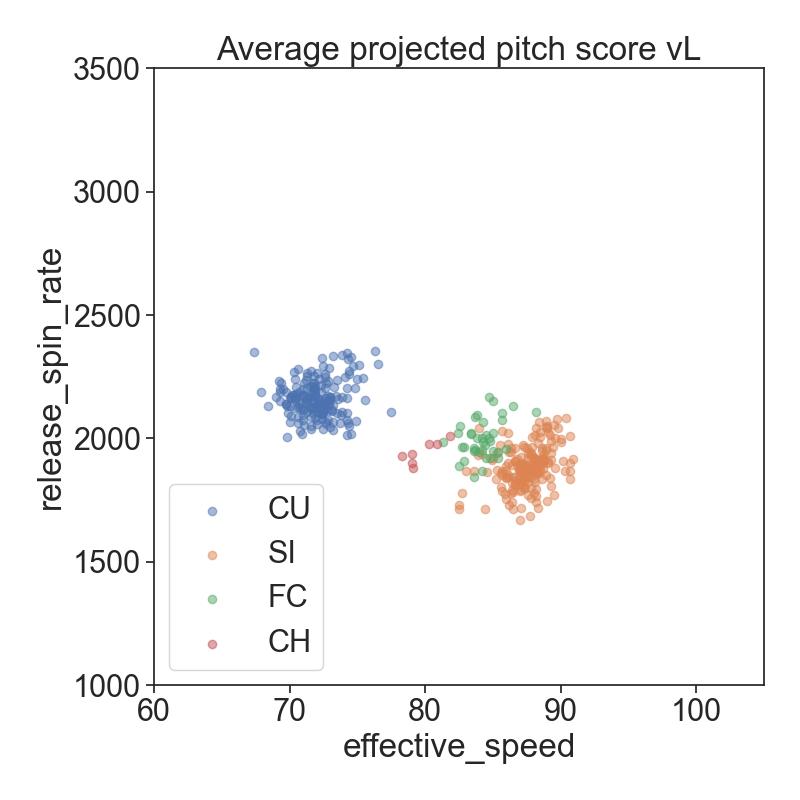 Average projected pitch score vL
3500
3000
2500
2000
1500
1000
release_spin_rate
CU
SI
FC
CH
60 70 80 90 100
effective_speed